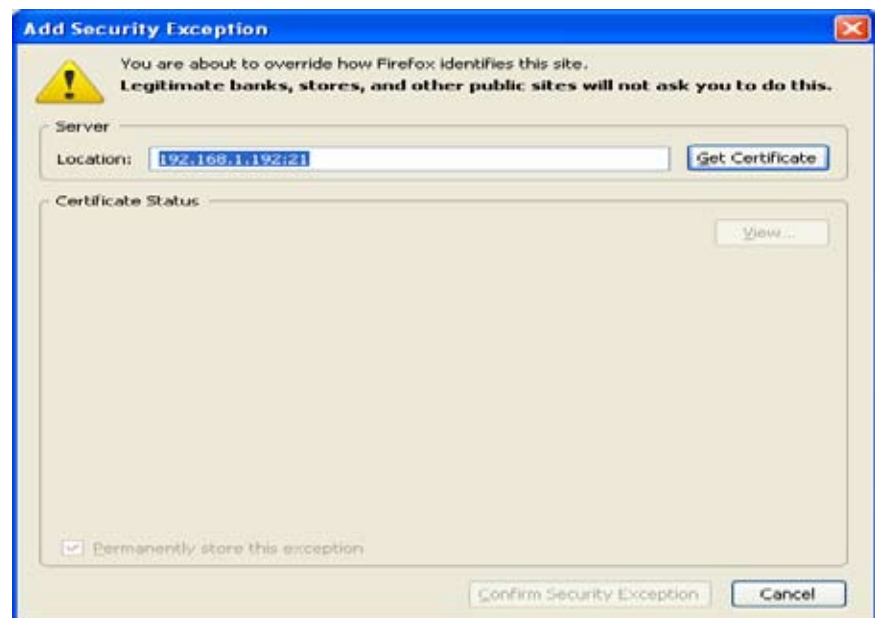 Add Security Exception
You are about to override how Firefox identifies this site.
Legitimate banks, stores, and other public sites will not ask you to do this.
Server
Location: 192.168.1.192:21 Get Certificate
Certificate Status
View...
Permanently store this exception
Confirm Security Exception Cancel